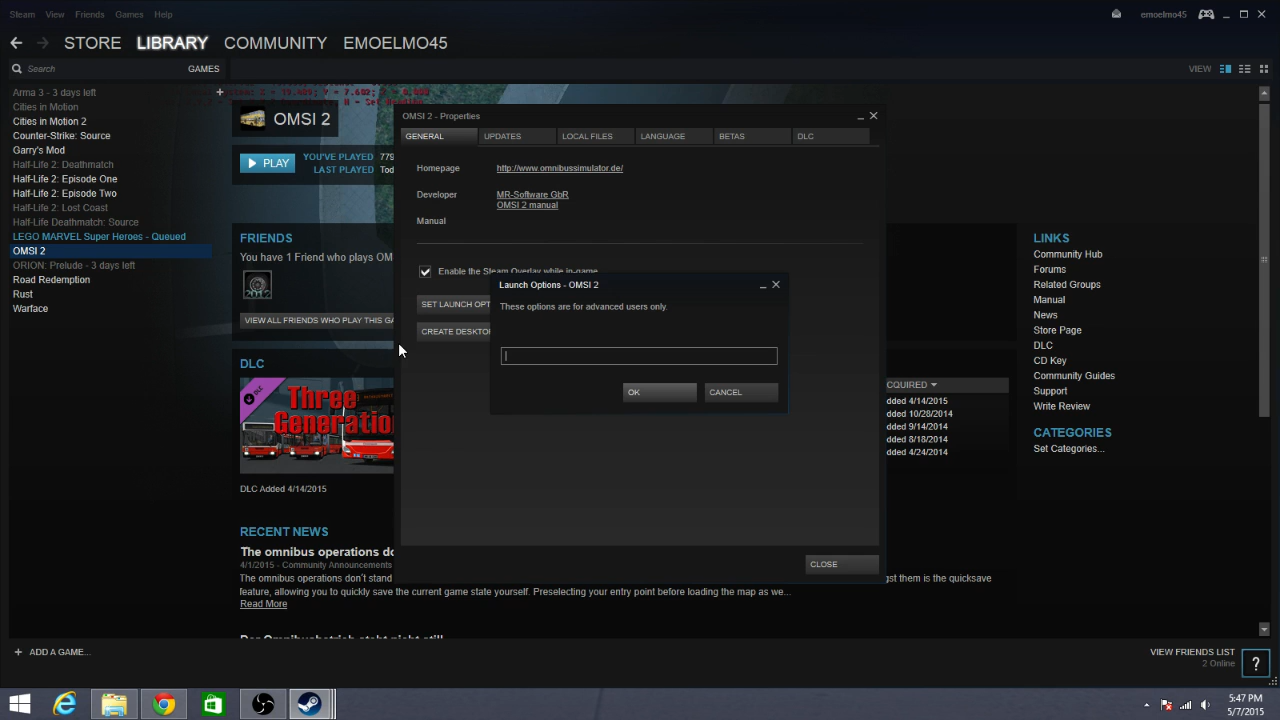 Steam View Friends Games Help
emoelmo45
STORE LIBRARY COMMUNITY EMOELMO45
Search GAMES
VIEW
Arma 3 - 3 days left
Cities in Motion
Cities in Motion 2
Counter-Strike: Source
Garry's Mod
Half-Life 2: Deathmatch
Half-Life 2: Episode One
Half-Life 2: Episode Two
Half-Life 2: Lost Coast
Half-Life Deathmatch: Source
LEGO MARVEL Super Heroes - Queued
OMSI 2
ORION: Prelude - 3 days left
Road Redemption
Rust
Warface
OMSI 2
PLAY
YOU'VE PLAYED 779
LAST PLAYED Tod
FRIENDS
You have 1 Friend who plays OM
VIEW ALL FRIENDS WHO PLAY THIS GA
DLC
Three
Generatio
DLC Added 4/14/2015
RECENT NEWS
The omnibus operations do
4/1/2015 - Community Announcements
The omnibus operations don't stand
gst them is the quicksave
feature, allowing you to quickly save the current game state yourself. Preselecting your entry point before loading the map as we...
Read More
OMSI 2 - Properties
GENERAL UPDATES LOCAL FILES LANGUAGE BETAS DLC
Homepage http://www.omnibussimulator.de/
Developer MR-Software GbR
OMSI 2 manual
Manual
Enable the Steam Overlay while in-game
SET LAUNCH OPT
CREATE DESKTO
Launch Options - OMSI 2
These options are for advanced users only.
OK CANCEL
CLOSE
CQUIRED
added 4/14/2015
added 10/28/2014
added 9/14/2014
added 8/18/2014
added 4/24/2014
LINKS
Community Hub
Forums
Related Groups
Manual
News
Store Page
DLC
CD Key
Community Guides
Support
Write Review
CATEGORIES
Set Categories...
+ ADD A GAME...
VIEW FRIENDS LIST
2 Online
?
5:47 PM
5/7/2015